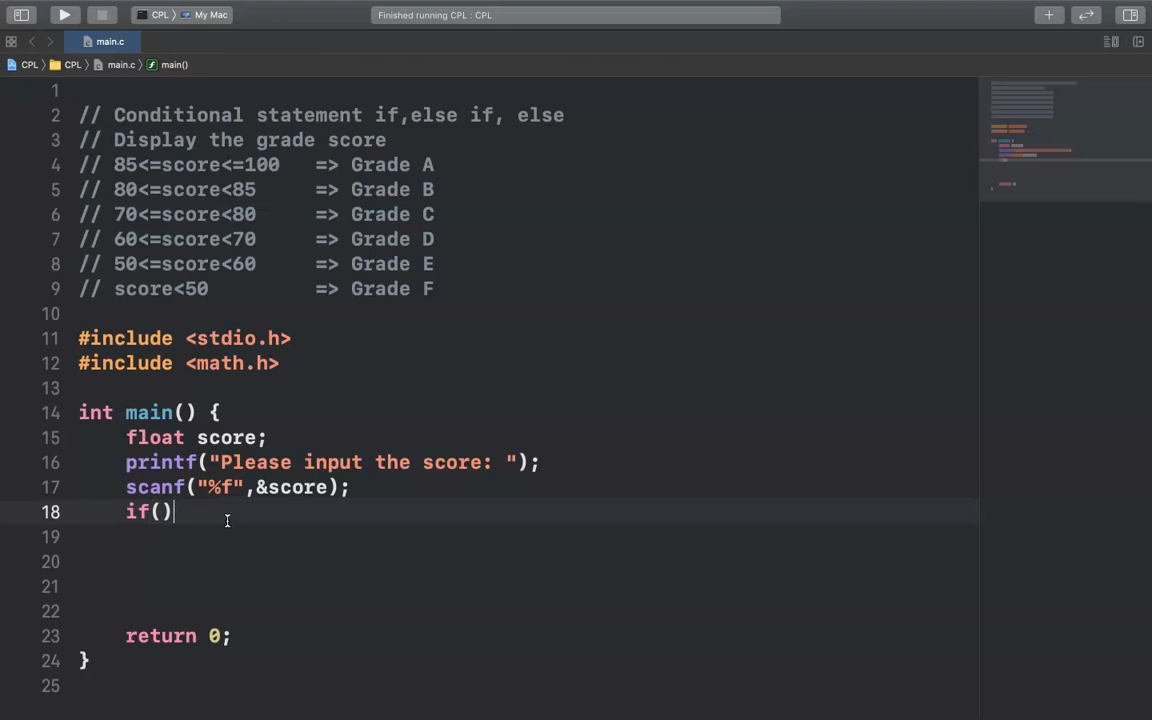 CPL 〉 My Mac
Finished running CPL : CPL
main.c
CPL 〉 CPL 〉 main.c 〉 main()
1
2 // Conditional statement if,else if, else
3 // Display the grade score
4 // 85<=score<=100   => Grade A
5 // 80<=score<85     => Grade B
6 // 70<=score<80     => Grade C
7 // 60<=score<70     => Grade D
8 // 50<=score<60     => Grade E
9 // score<50         => Grade F
10
11 #include <stdio.h>
12 #include <math.h>
13
14 int main() {
15     float score;
16     printf("Please input the score: ");
17     scanf("%f",&score);
18     if()
19
20
21
22
23     return 0;
24 }
25